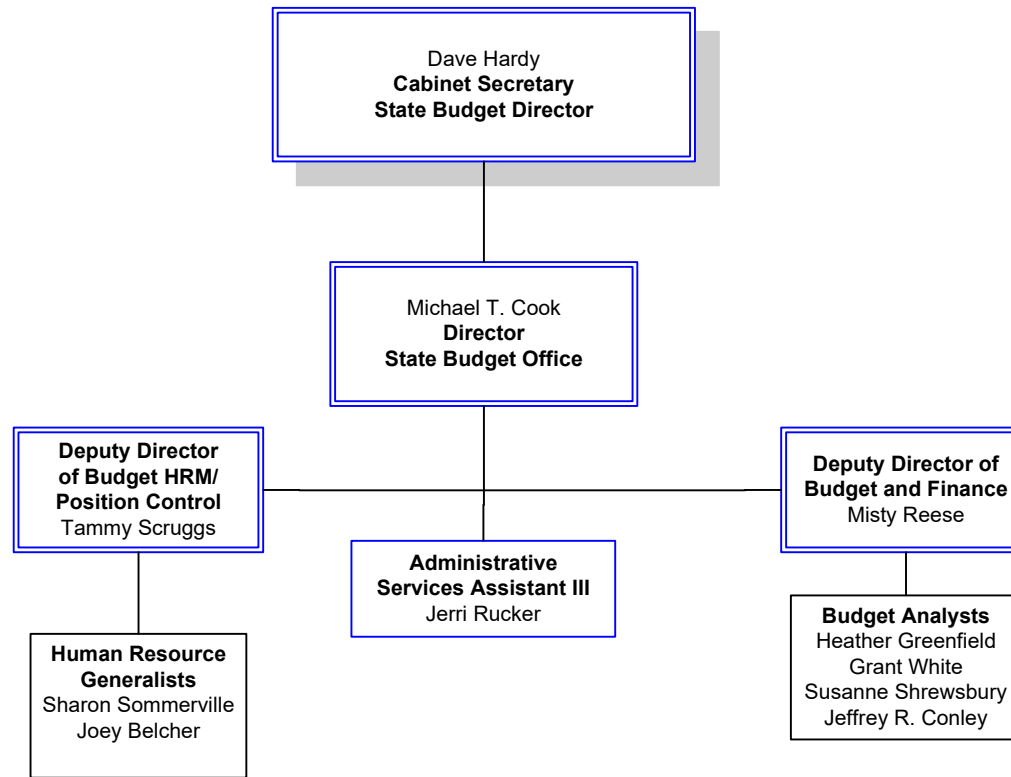 Dave Hardy
Cabinet Secretary
State Budget Director
Michael T. Cook
Director
State Budget Office
Deputy Director
of Budget HRM/
Position Control
Tammy Scruggs
Deputy Director of
Budget and Finance
Misty Reese
Administrative
Services Assistant III
Jerri Rucker
Human Resource
Generalists
Sharon Sommerville
Joey Belcher
Budget Analysts
Heather Greenfield
Grant White
Susanne Shrewsbury
Jeffrey R. Conley